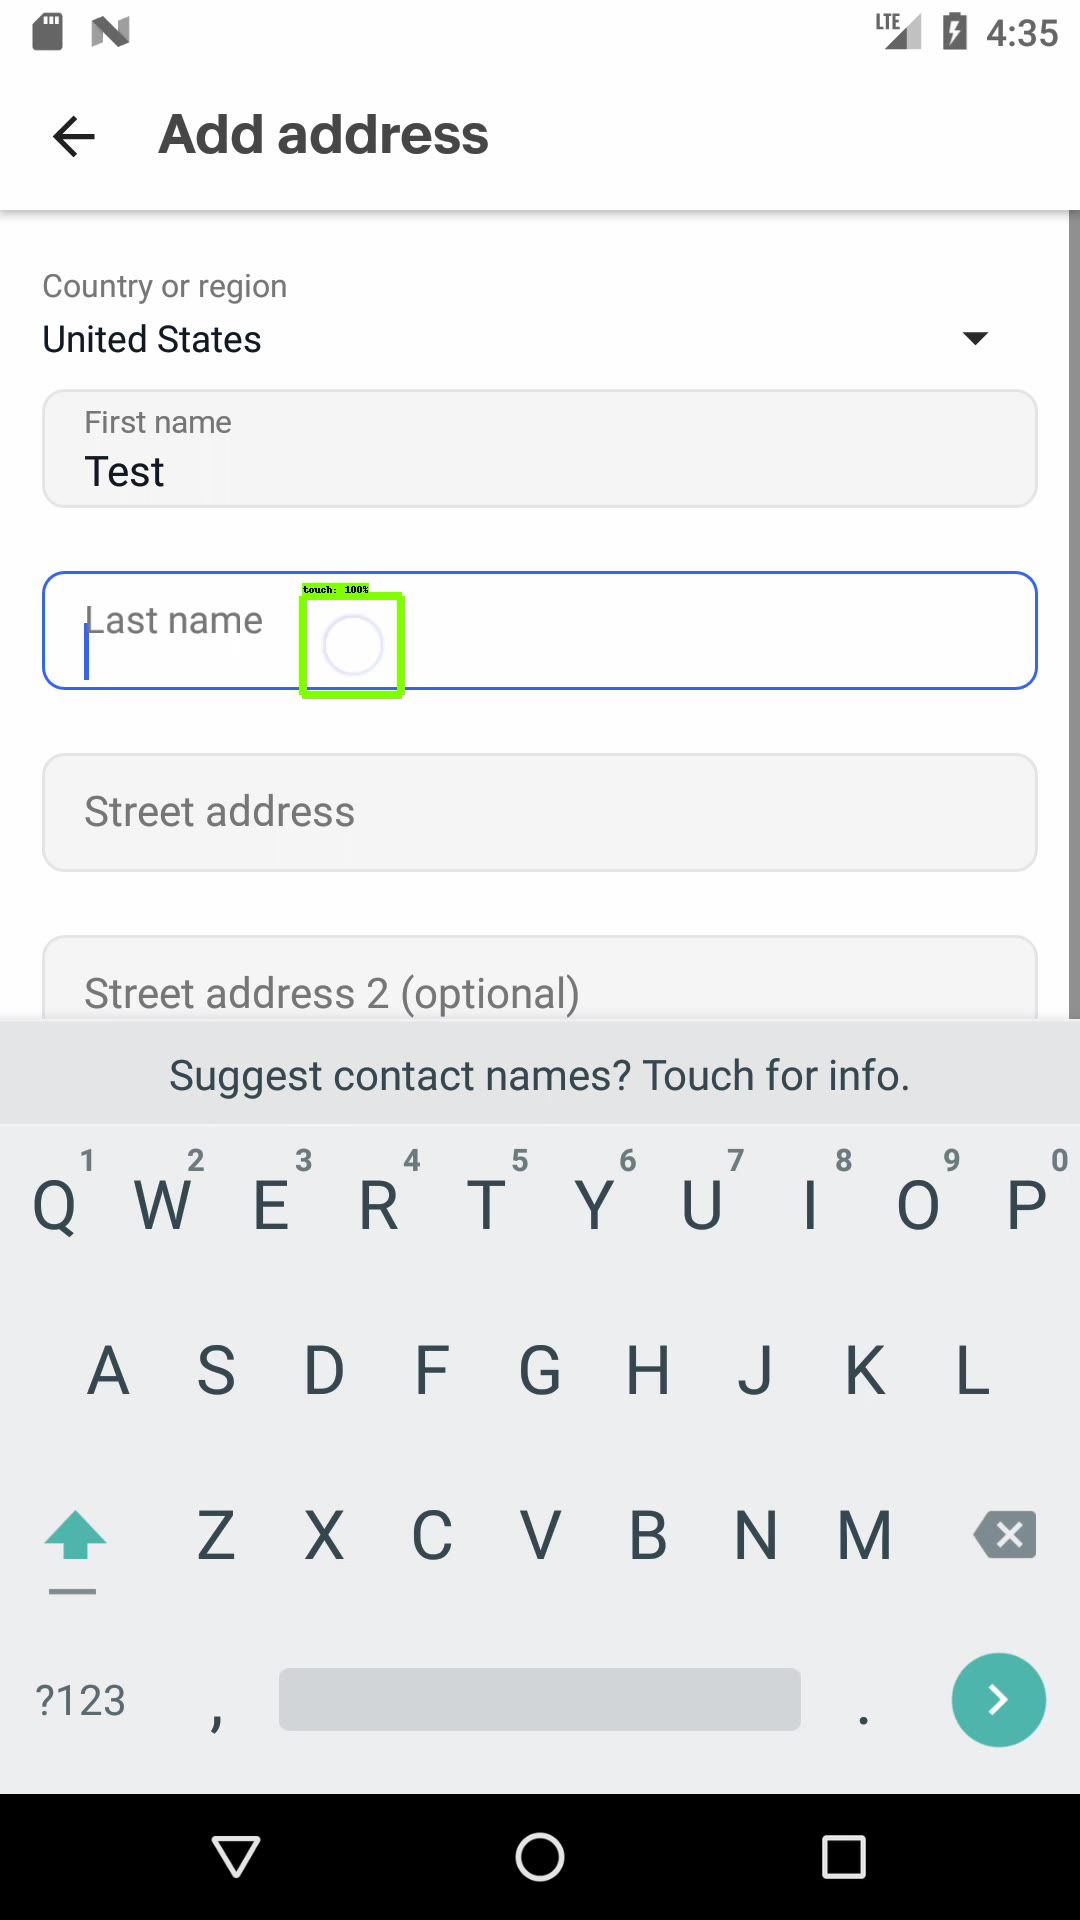 LTE 4:35
Add address
Country or region
United States
First name
Test
touch: 100%
Last name
Street address
Street address 2 (optional)
Suggest contact names? Touch for info.
1 2 3 4 5 6 7 8 9 0
Q W E R T Y U I O P
A S D F G H J K L
Z X C V B N M
?123 , .